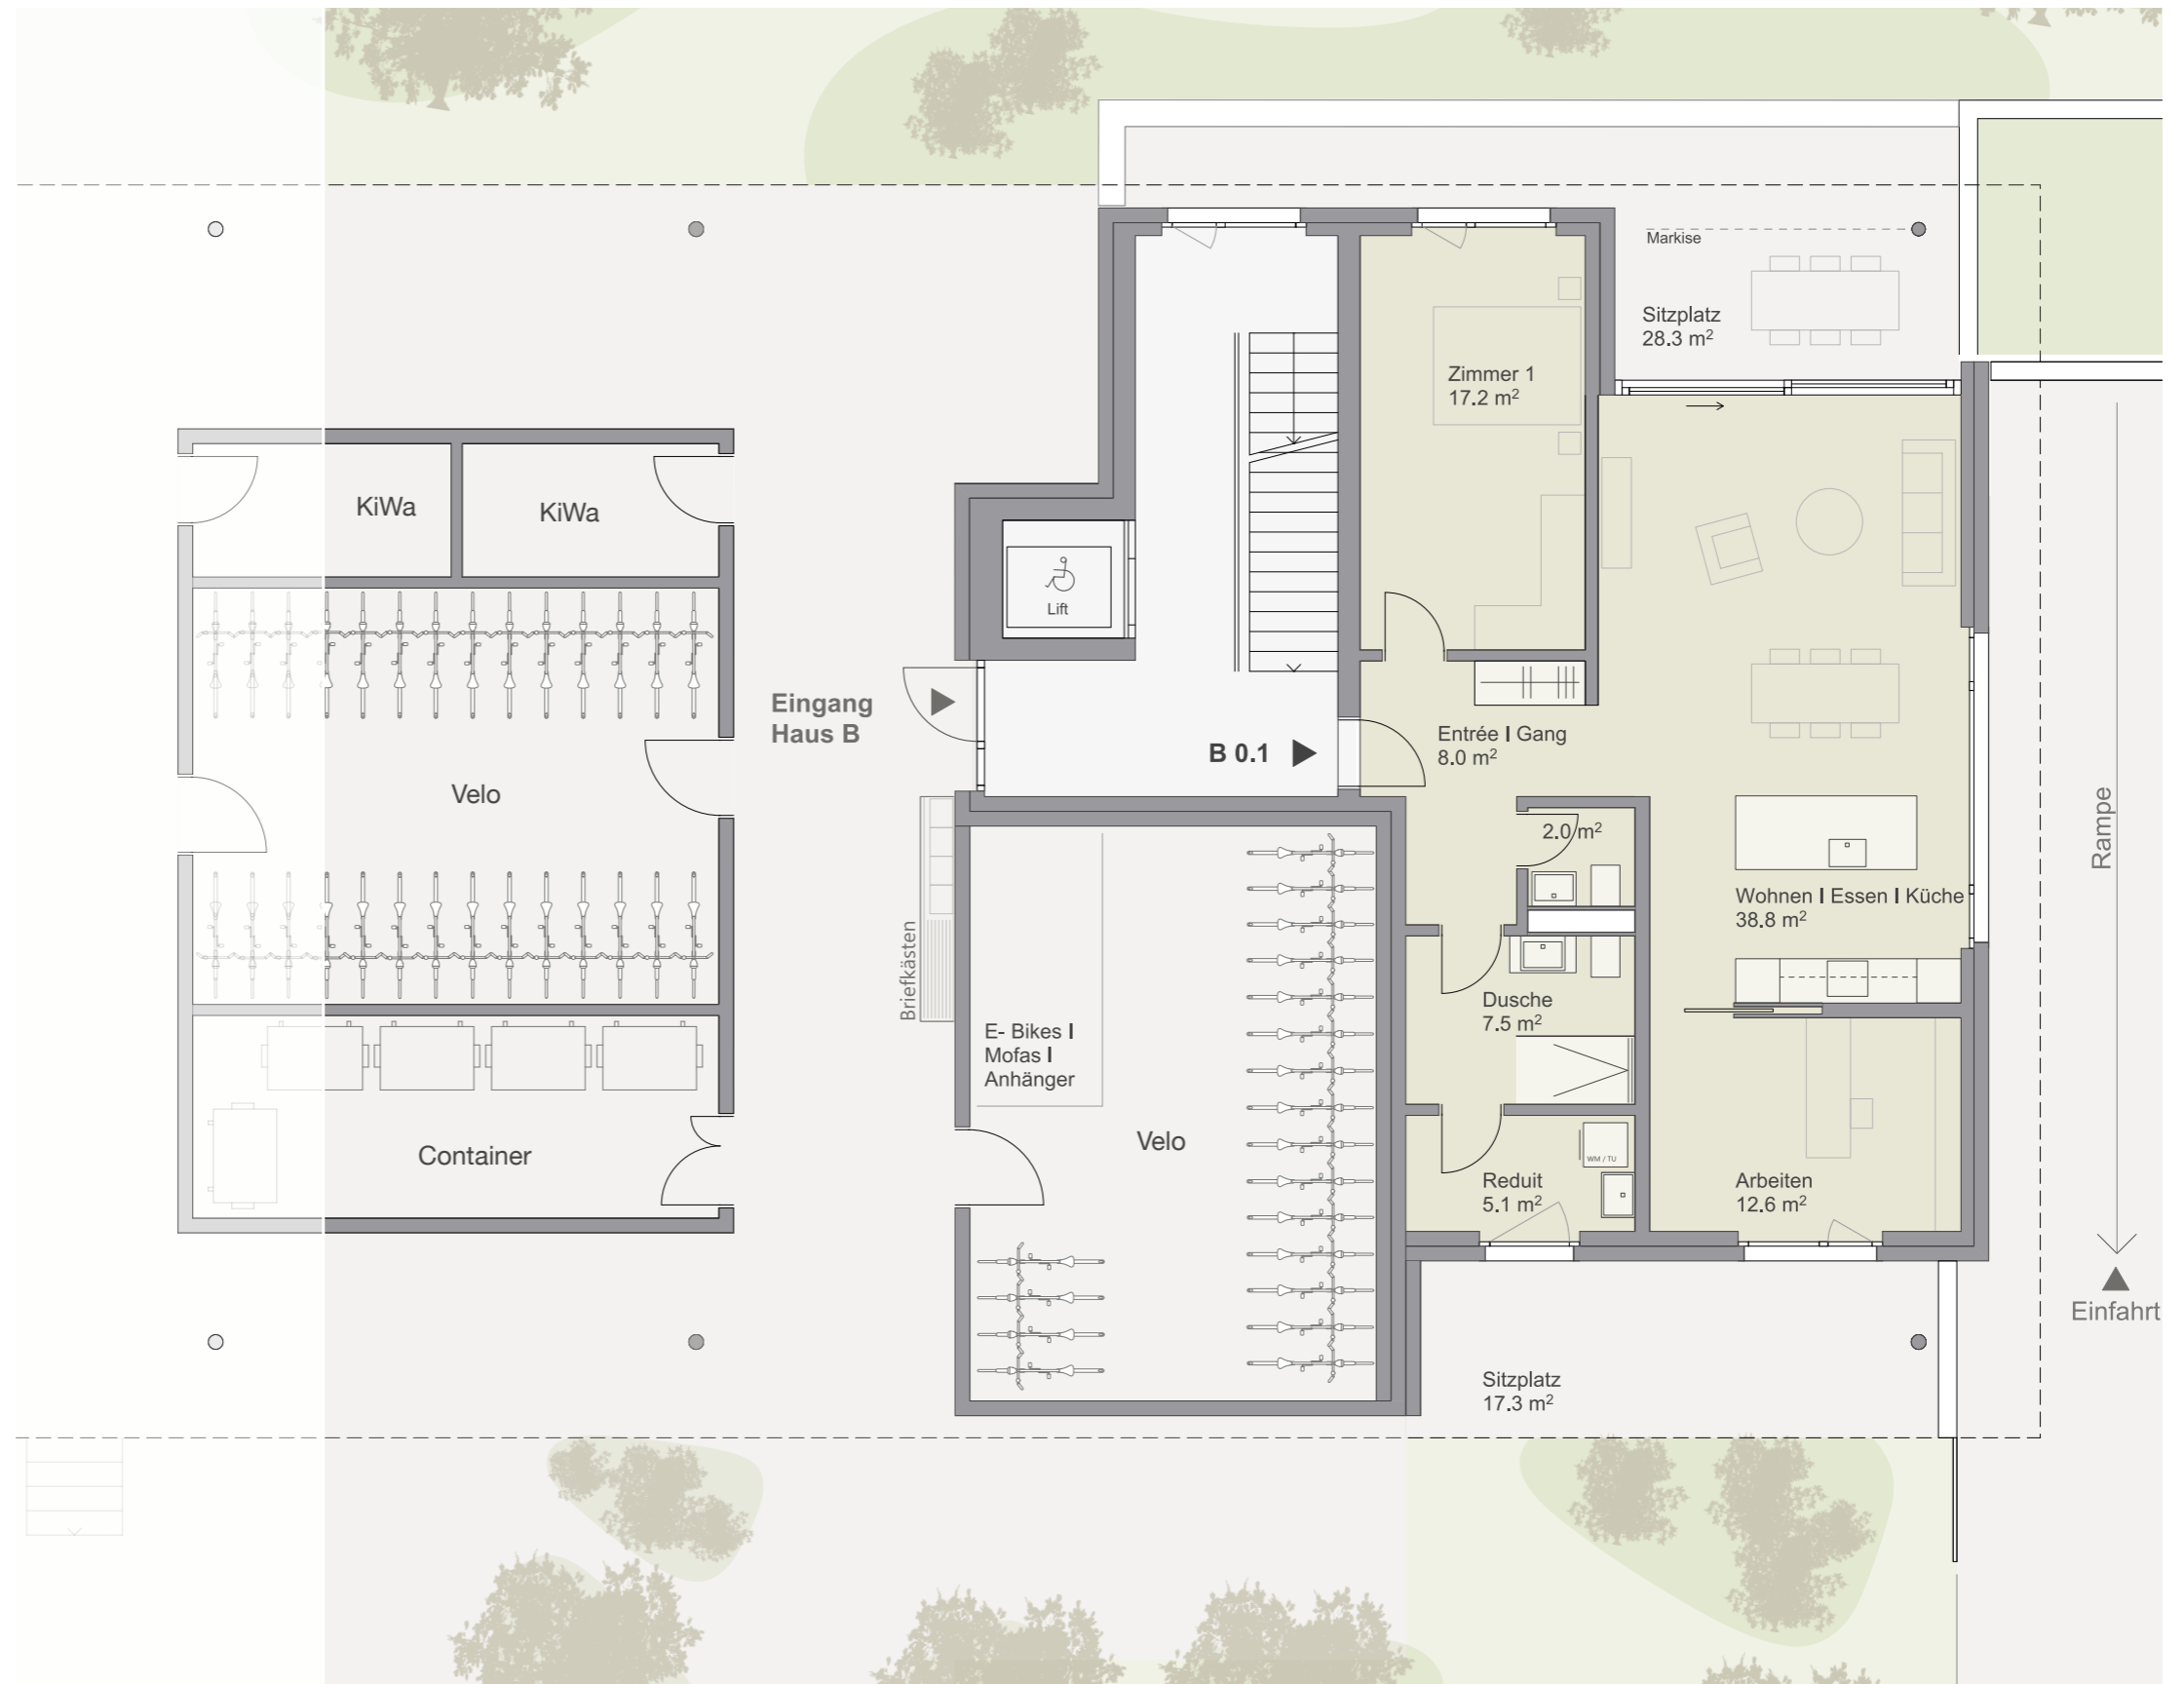 Markise
Sitzplatz
28.3 m²
Zimmer 1
17.2 m²
KiWa
KiWa
Lift
Eingang
Haus B
B 0.1
Entrée I Gang
8.0 m²
Velo
2.0 m²
Rampe
Wohnen I Essen I Küche
38.8 m²
Briefkästen
Dusche
7.5 m²
E- Bikes I
Mofas I
Anhänger
Velo
Container
WM / TU
Reduit
5.1 m²
Arbeiten
12.6 m²
Einfahrt
Sitzplatz
17.3 m²